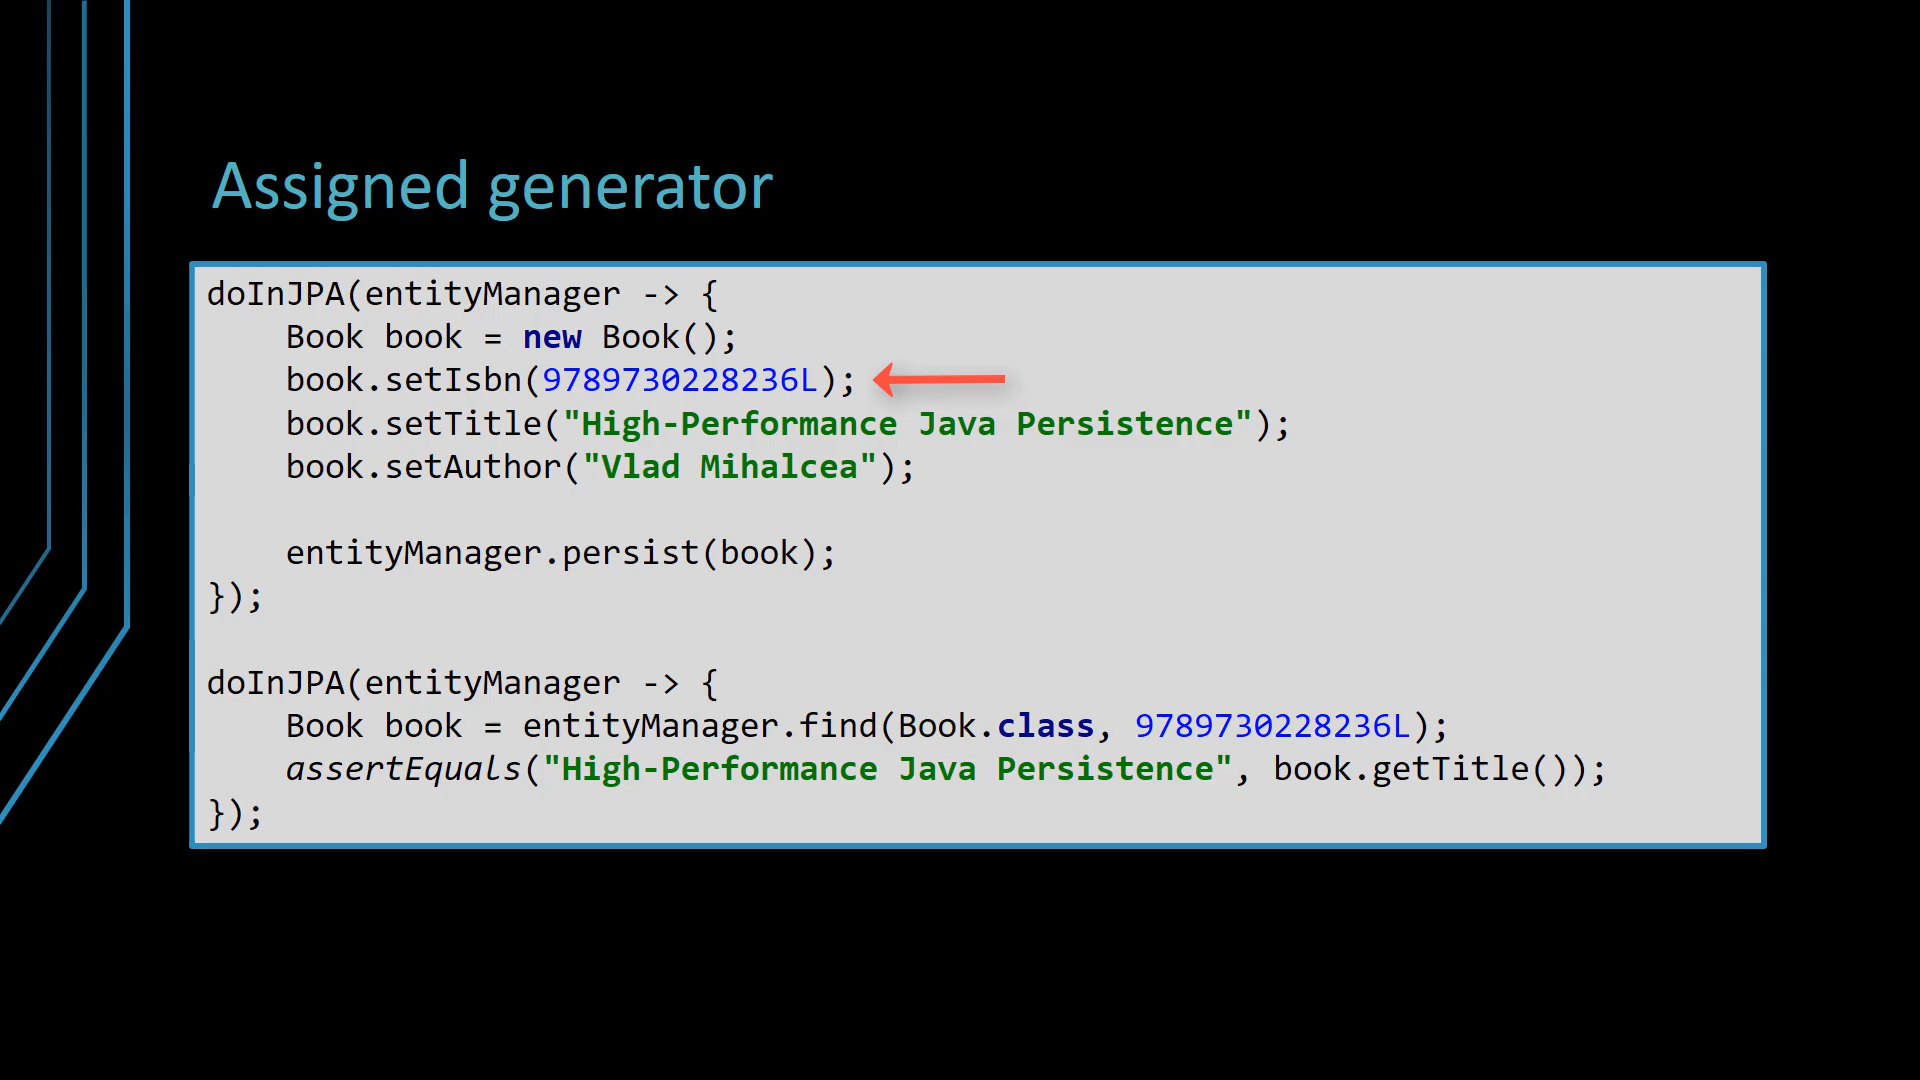 Assigned generator
doInJPA(entityManager -> {
    Book book = new Book();
    book.setIsbn(9789730228236L);
    book.setTitle("High-Performance Java Persistence");
    book.setAuthor("Vlad Mihalcea");

    entityManager.persist(book);
});

doInJPA(entityManager -> {
    Book book = entityManager.find(Book.class, 9789730228236L);
    assertEquals("High-Performance Java Persistence", book.getTitle());
});